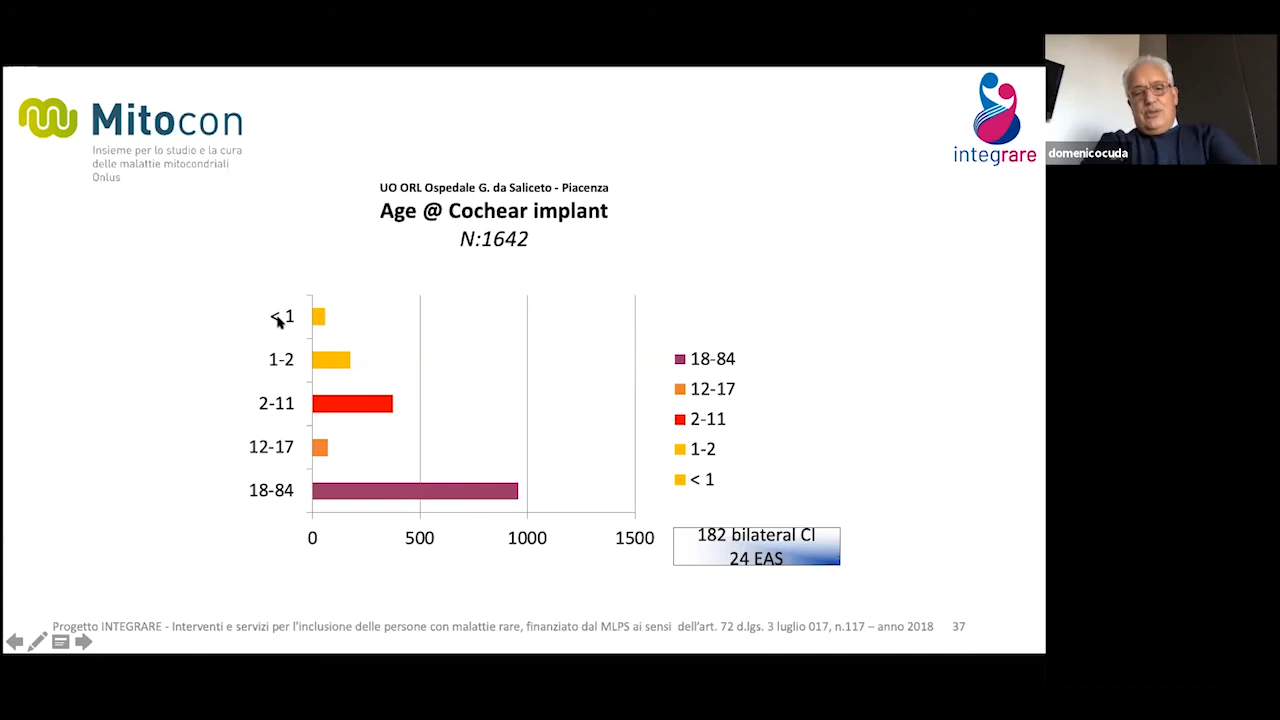 Mitocon
Insieme per lo studio e la cura
delle malattie mitocondriali
Onlus
integrare
domenicocuda
UO ORL Ospedale G. da Saliceto - Piacenza
Age @ Cochear implant
N:1642
< 1
1-2
2-11
12-17
18-84
0 500 1000 1500
18-84
12-17
2-11
1-2
< 1
182 bilateral CI
24 EAS
Progetto INTEGRARE - Interventi e servizi per l'inclusione delle persone con malattie rare, finanziato dal MLPS ai sensi dell'art. 72 d.lgs. 3 luglio 017, n.117 – anno 2018 37